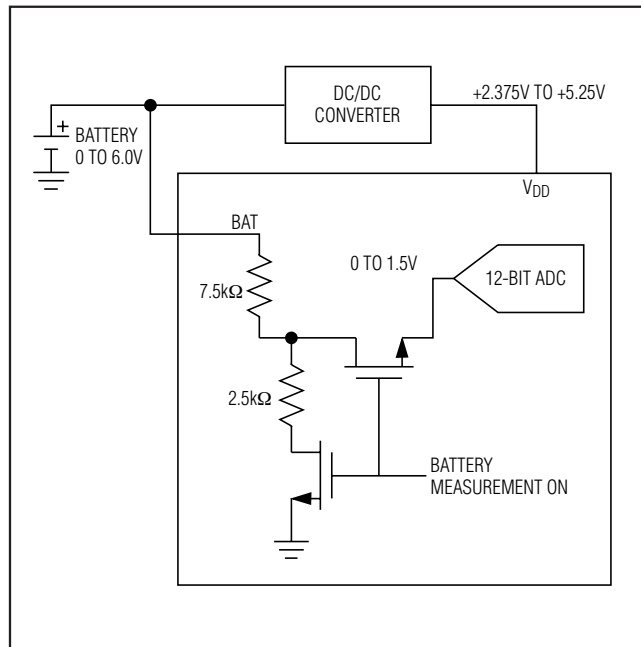 DC/DC
CONVERTER
+2.375V TO +5.25V
+
BATTERY
0 TO 6.0V
VDD
BAT
0 TO 1.5V
12-BIT ADC
7.5kΩ
2.5kΩ
BATTERY
MEASUREMENT ON